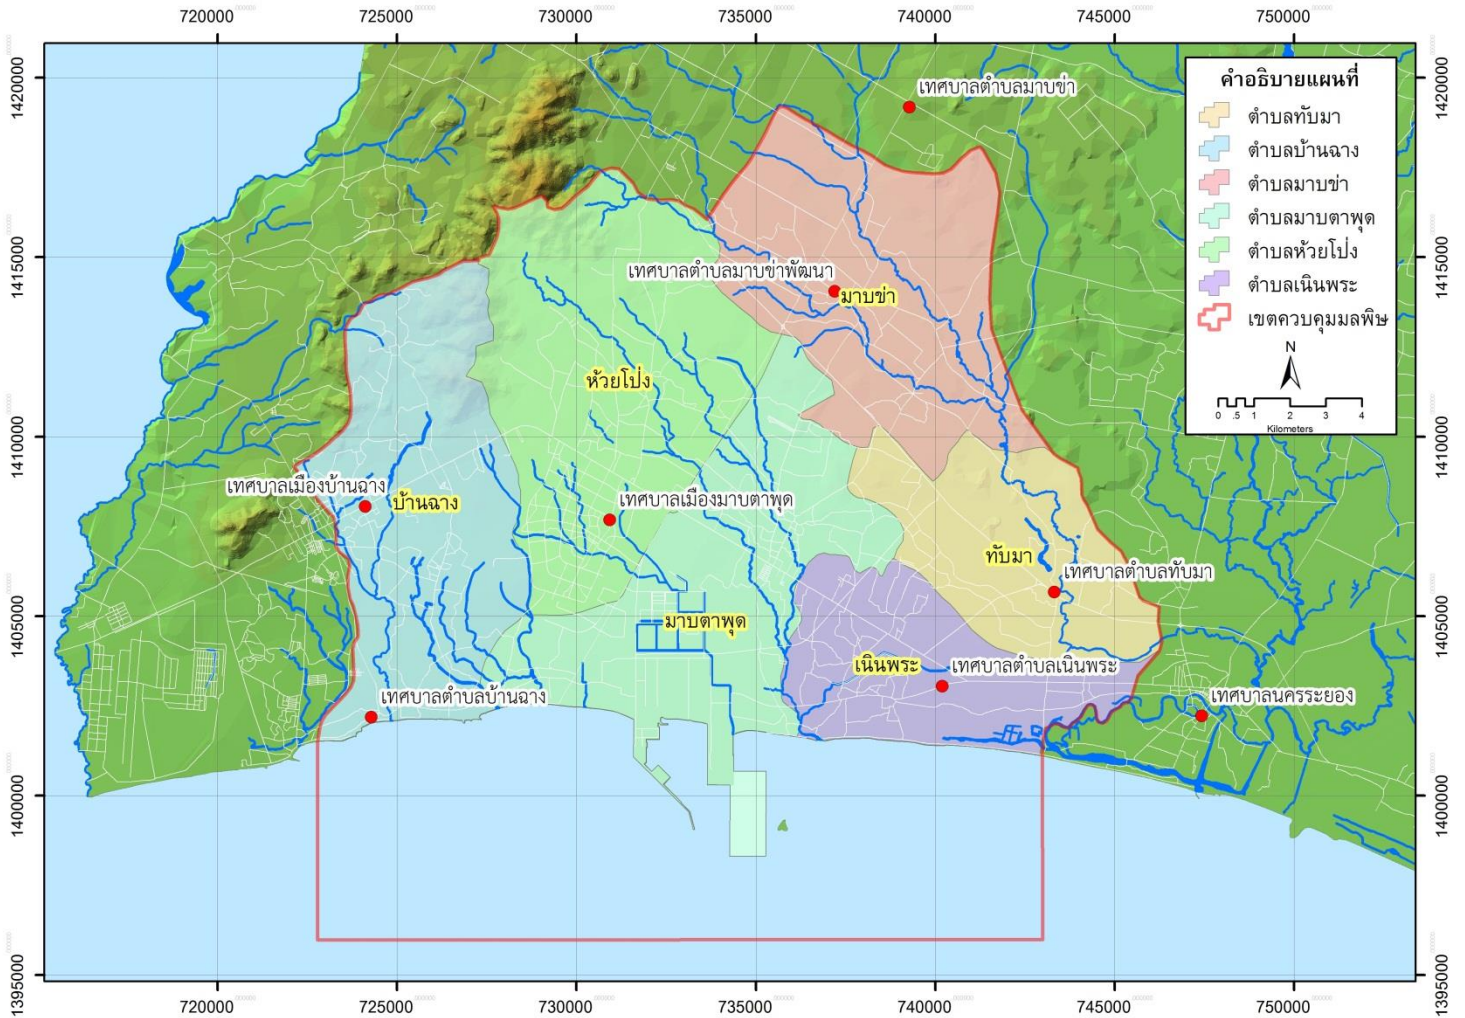 720000 725000 730000 735000 740000 745000 750000
1420000 1420000
คำอธิบายแผนที่
ตำบลทับมา
ตำบลบ้านฉาง
ตำบลมาบข่า
ตำบลมาบตาพุด
ตำบลห้วยโป่ง
ตำบลเนินพระ
เขตควบคุมมลพิษ
N
0 .5 1 2 3 4
Kilometers
เทศบาลตำบลมาบข่า
1415000 1415000
เทศบาลตำบลมาบข่าพัฒนา
มาบข่า
ห้วยโป่ง
1410000 1410000
เทศบาลเมืองบ้านฉาง
บ้านฉาง
เทศบาลเมืองมาบตาพุด
ทับมา
เทศบาลตำบลทับมา
1405000 1405000
มาบตาพุด
เนินพระ
เทศบาลตำบลเนินพระ
เทศบาลตำบลบ้านฉาง
เทศบาลนครระยอง
1400000 1400000
1395000 1395000
720000 725000 730000 735000 740000 745000 750000